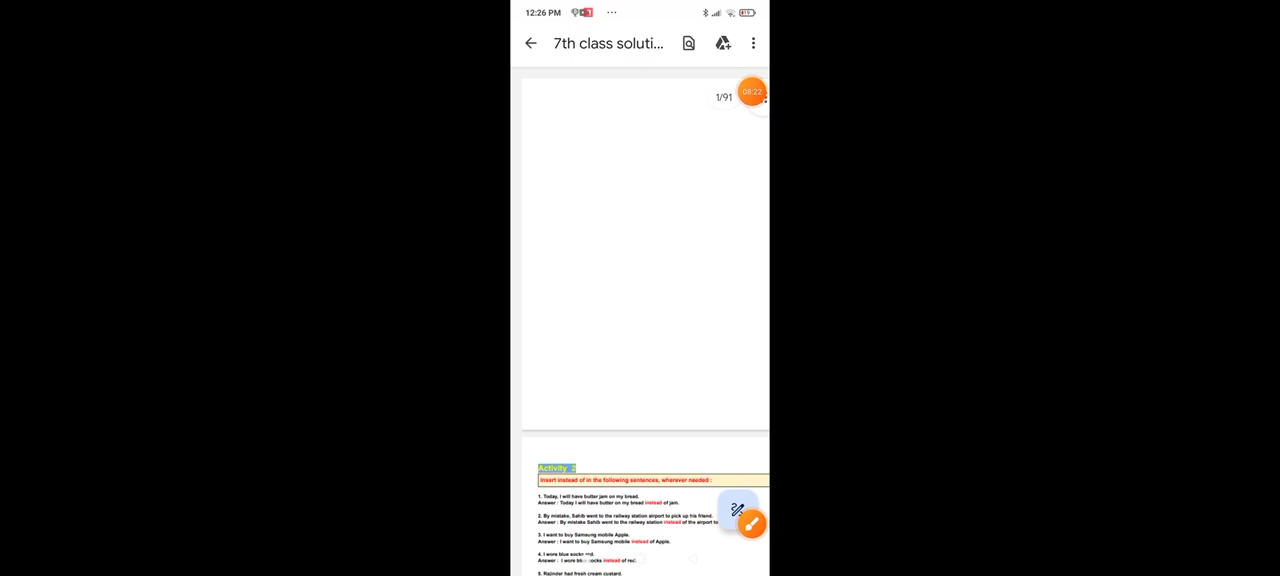 12:26 PM ...
7th class soluti...
1/91
08:22
Activity 2
Insert instead of in the following sentences, wherever needed :
1. Today, I will have butter jam on my bread.
Answer : Today I will have butter on my bread instead of jam.
2. By mistake, Sahib went to the railway station airport to pick up his friend.
Answer : By mistake Sahib went to the railway station instead of the airport to
3. I want to buy Samsung mobile Apple.
Answer : I want to buy Samsung mobile instead of Apple.
4. I wore blue socks red.
Answer : I wore blue socks instead of red.
5. Rajinder had fresh cream custard.